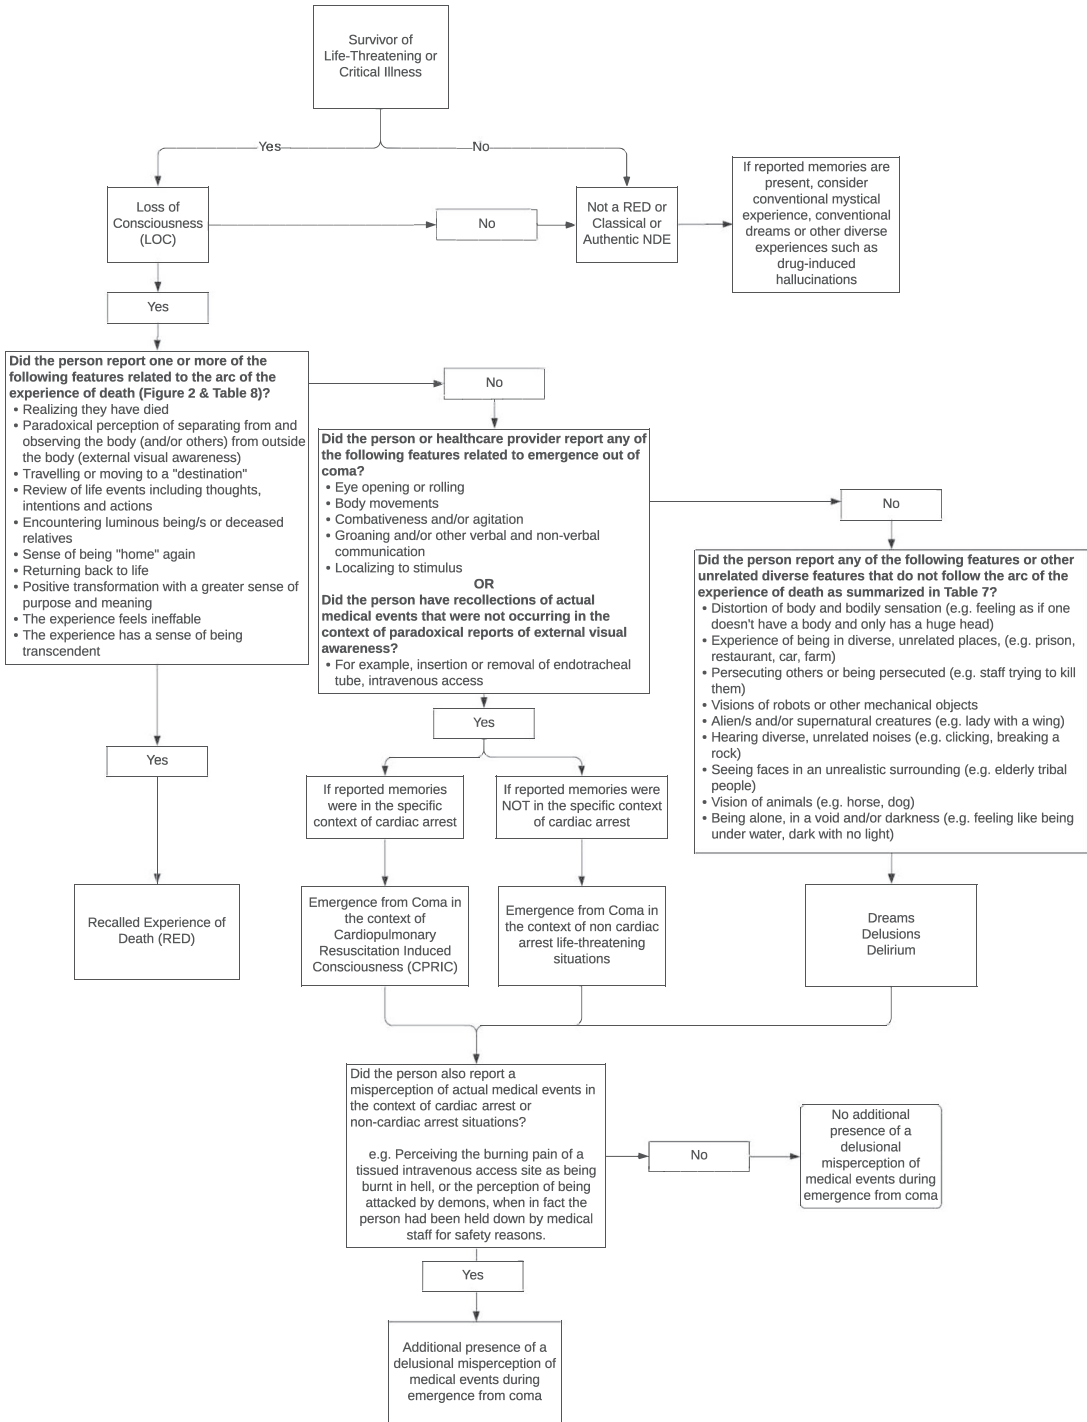 Survivor of
Life-Threatening or
Critical Illness
Yes
No
Loss of
Consciousness
(LOC)
No
Not a RED or
Classical or
Authentic NDE
If reported memories are
present, consider
conventional mystical
experience, conventional
dreams or other diverse
experiences such as
drug-induced
hallucinations
Yes
Did the person report one or more of the
following features related to the arc of the
experience of death (Figure 2 & Table 8)?
• Realizing they have died
• Paradoxical perception of separating from and
observing the body (and/or others) from outside
the body (external visual awareness)
• Travelling or moving to a "destination"
• Review of life events including thoughts,
intentions and actions
• Encountering luminous being/s or deceased
relatives
• Sense of being "home" again
• Returning back to life
• Positive transformation with a greater sense of
purpose and meaning
• The experience feels ineffable
• The experience has a sense of being
transcendent
No
Did the person or healthcare provider report any of
the following features related to emergence out of
coma?
• Eye opening or rolling
• Body movements
• Combativeness and/or agitation
• Groaning and/or other verbal and non-verbal
communication
• Localizing to stimulus
OR
Did the person have recollections of actual
medical events that were not occurring in the
context of paradoxical reports of external visual
awareness?
• For example, insertion or removal of endotracheal
tube, intravenous access
No
Did the person report any of the following features or other
unrelated diverse features that do not follow the arc of the
experience of death as summarized in Table 7?
• Distortion of body and bodily sensation (e.g. feeling as if one
doesn't have a body and only has a huge head)
• Experience of being in diverse, unrelated places, (e.g. prison,
restaurant, car, farm)
• Persecuting others or being persecuted (e.g. staff trying to kill
them)
• Visions of robots or other mechanical objects
• Alien/s and/or supernatural creatures (e.g. lady with a wing)
• Hearing diverse, unrelated noises (e.g. clicking, breaking a
rock)
• Seeing faces in an unrealistic surrounding (e.g. elderly tribal
people)
• Vision of animals (e.g. horse, dog)
• Being alone, in a void and/or darkness (e.g. feeling like being
under water, dark with no light)
Yes
Yes
If reported memories
were in the specific
context of cardiac arrest
If reported memories were
NOT in the specific context
of cardiac arrest
Recalled Experience of
Death (RED)
Emergence from Coma in
the context of
Cardiopulmonary
Resuscitation Induced
Consciousness (CPRIC)
Emergence from Coma in
the context of non cardiac
arrest life-threatening
situations
Dreams
Delusions
Delirium
Did the person also report a
misperception of actual medical events in
the context of cardiac arrest or
non-cardiac arrest situations?
e.g. Perceiving the burning pain of a
tissued intravenous access site as being
burnt in hell, or the perception of being
attacked by demons, when in fact the
person had been held down by medical
staff for safety reasons.
No
No additional
presence of a
delusional
misperception of
medical events during
emergence from coma
Yes
Additional presence of a
delusional misperception of
medical events during
emergence from coma